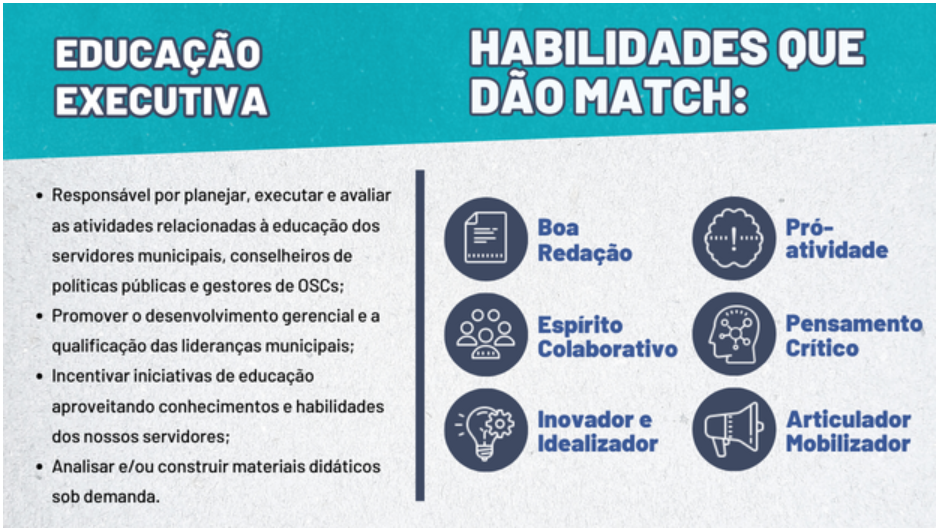 EDUCAÇÃO
EXECUTIVA
• Responsável por planejar, executar e avaliar
as atividades relacionadas à educação dos
servidores municipais, conselheiros de
políticas públicas e gestores de OSCs;
• Promover o desenvolvimento gerencial e a
qualificação das lideranças municipais;
• Incentivar iniciativas de educação
aproveitando conhecimentos e habilidades
dos nossos servidores;
• Analisar e/ou construir materiais didáticos
sob demanda.
HABILIDADES QUE
DÃO MATCH:
Boa
Redação
Pró-
atividade
Espírito
Colaborativo
Pensamento
Crítico
Inovador e
Idealizador
Articulador
Mobilizador